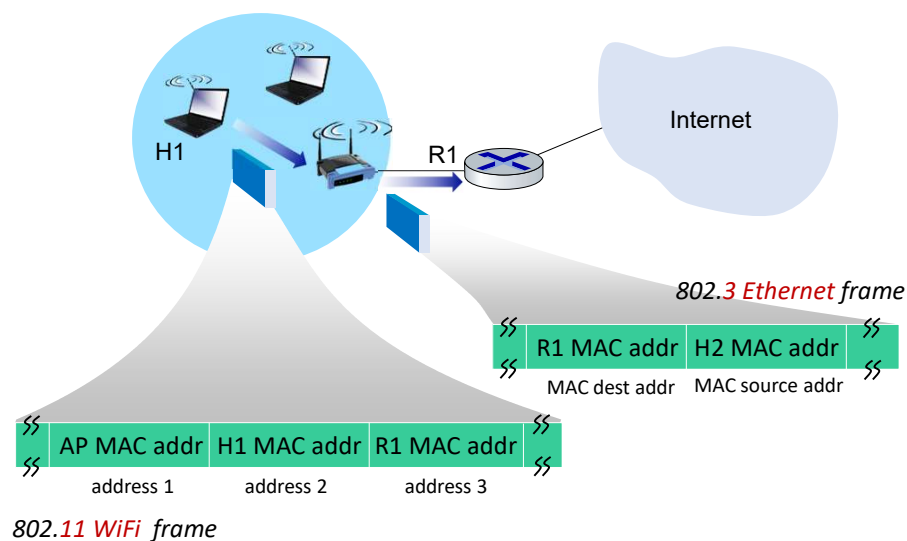 H1
R1
Internet
802.3 Ethernet frame
R1 MAC addr H2 MAC addr
MAC dest addr MAC source addr
AP MAC addr H1 MAC addr R1 MAC addr
address 1 address 2 address 3
802.11 WiFi frame